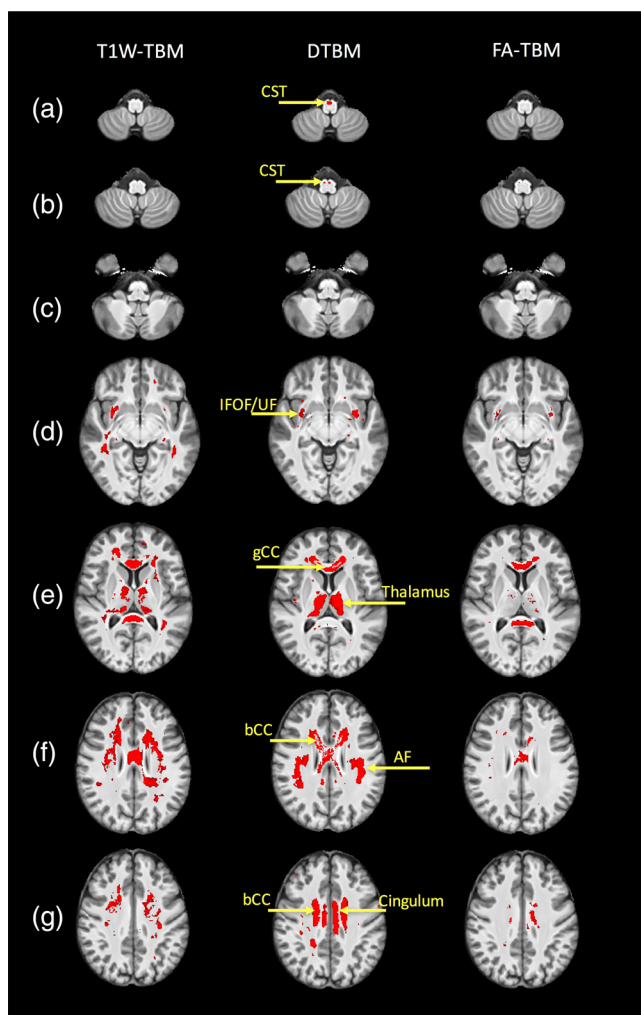 T1W-TBM DTBM FA-TBM
(a) CST
(b) CST
(c)
(d) IFOF/UF
gCC
(e) Thalamus
(f) bCC AF
(g) bCC Cingulum